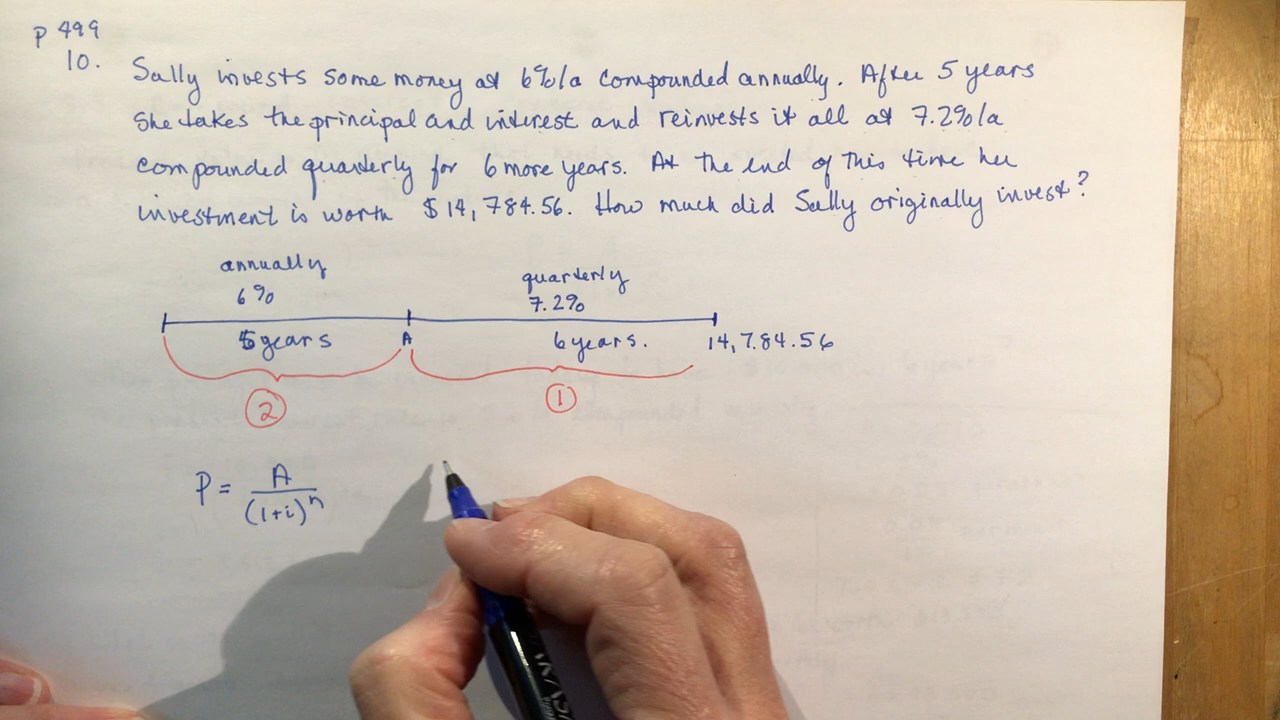 p 499
10. Sally invests some money at 6%/a compounded annually. After 5 years
She takes the principal and interest and reinvests it all at 7.2%/a
compounded quarterly for 6 more years. At the end of this time her
investment is worth $14,784.56. How much did Sally originally invest?
annually
quarterly
6%
7.2%
5 years A 6 years. 14,784.56
2 1
P = A / (1+i)^n